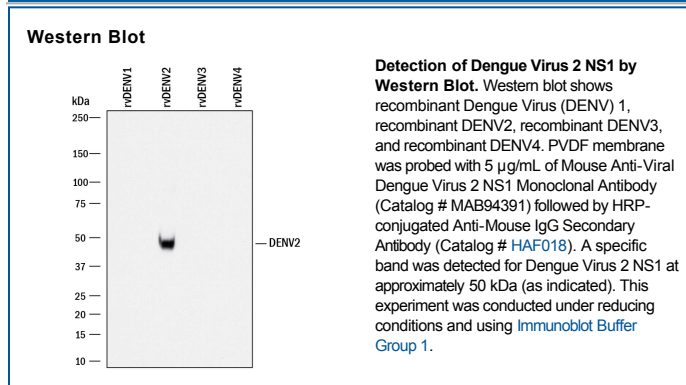 Western Blot
rvDENV1
rvDENV2
rvDENV3
rvDENV4
kDa
250
150
100
75
50
37
25
20
15
10
DENV2
Detection of Dengue Virus 2 NS1 by
Western Blot. Western blot shows
recombinant Dengue Virus (DENV) 1,
recombinant DENV2, recombinant DENV3,
and recombinant DENV4. PVDF membrane
was probed with 5 µg/mL of Mouse Anti-Viral
Dengue Virus 2 NS1 Monoclonal Antibody
(Catalog # MAB94391) followed by HRP-
conjugated Anti-Mouse IgG Secondary
Antibody (Catalog # HAF018). A specific
band was detected for Dengue Virus 2 NS1 at
approximately 50 kDa (as indicated). This
experiment was conducted under reducing
conditions and using Immunoblot Buffer
Group 1.